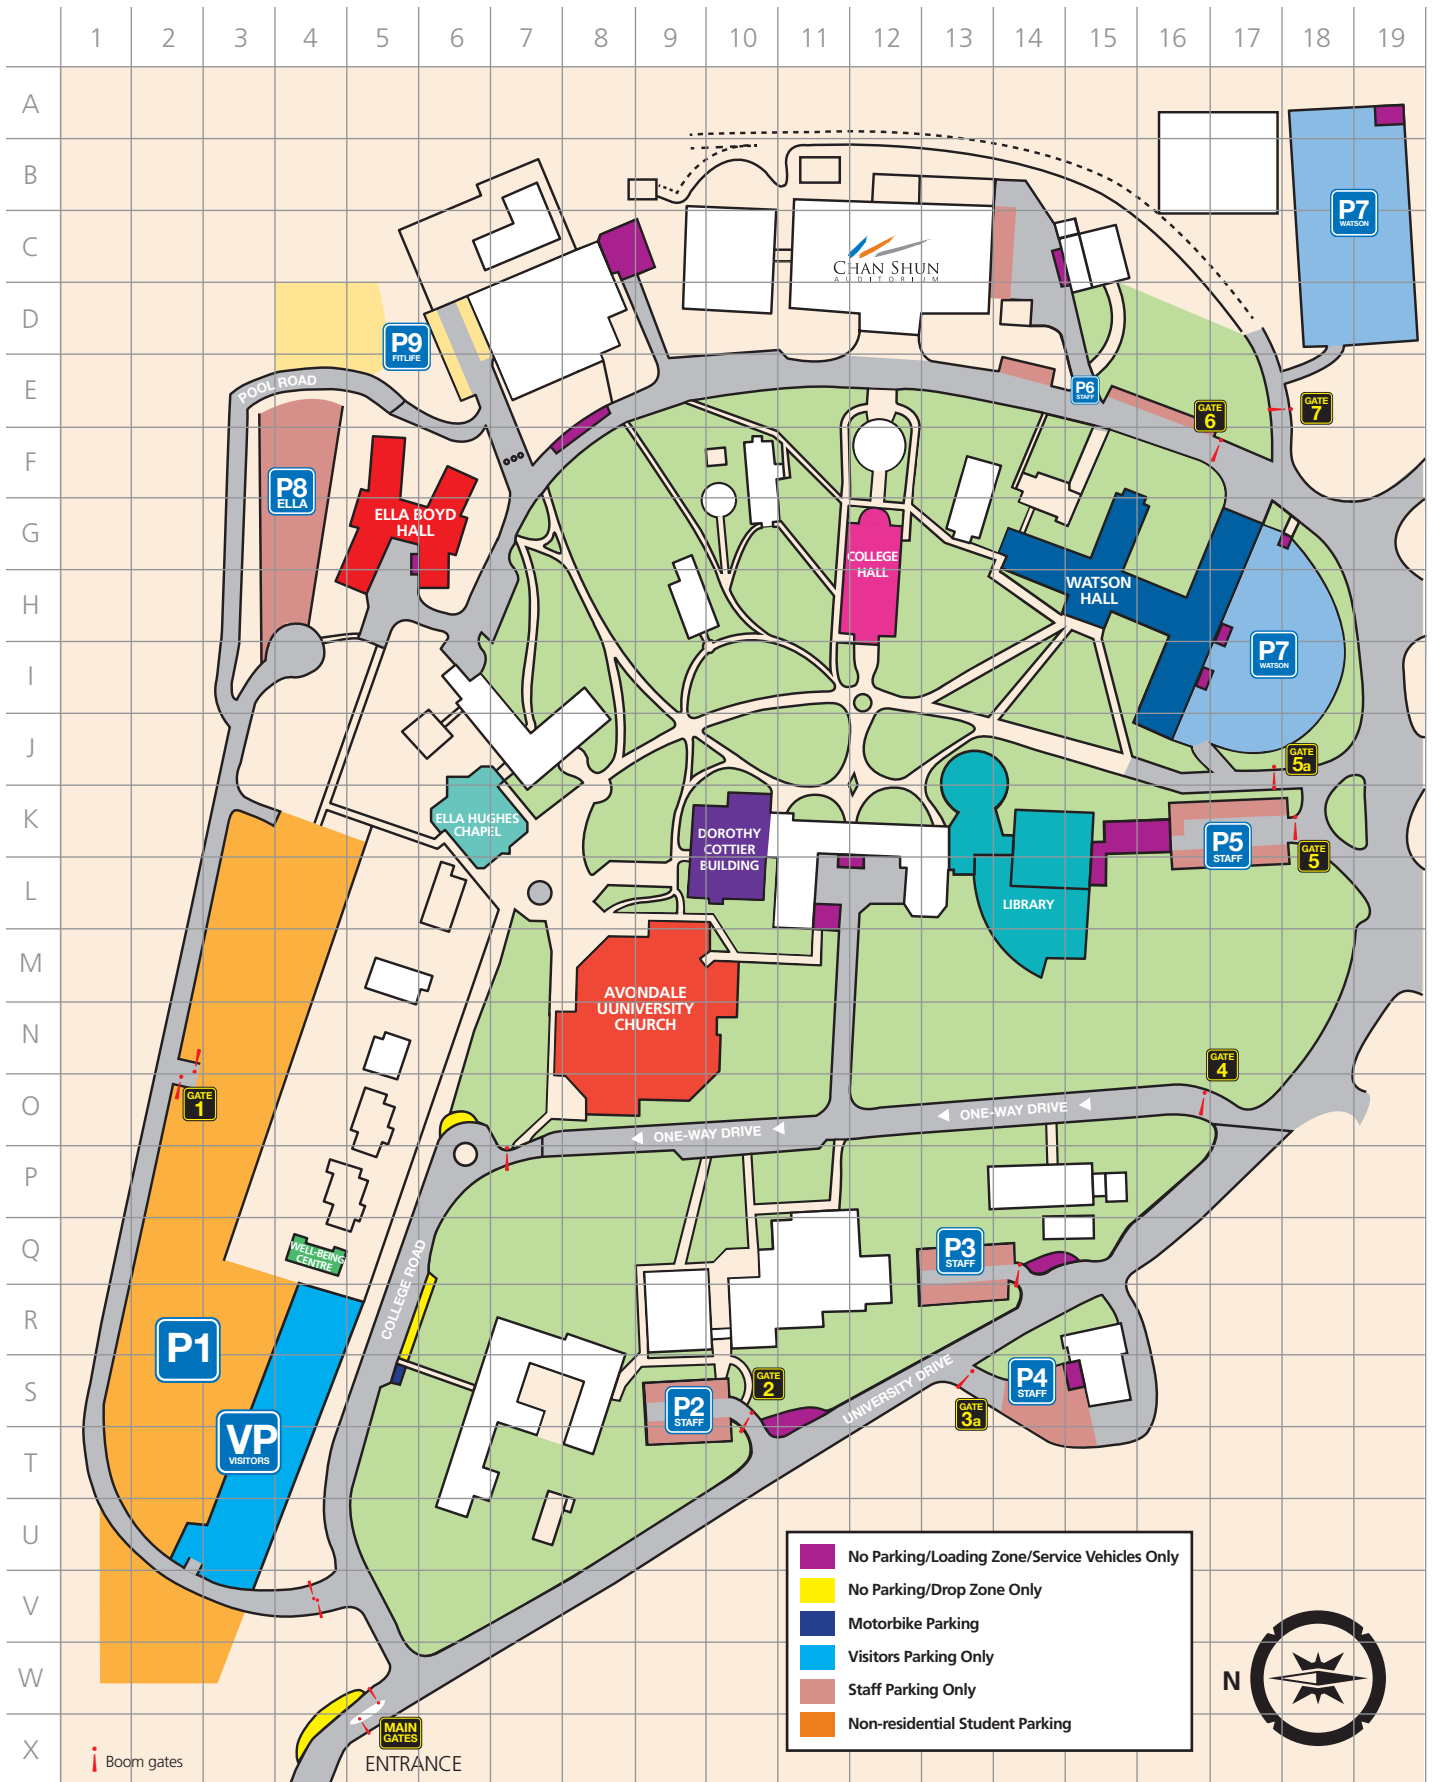 1 2 3 4 5 6 7 8 9 10 11 12 13 14 15 16 17 18 19
A
B
P7
WATSON
C
CHAN SHUN
AUDITORIUM
D
P9
FITLIFE
E
POOL ROAD
P6
STAFF
GATE
6
GATE
7
F
P8
ELLA
G
ELLA BOYD
HALL
COLLEGE
HALL
H
WATSON
HALL
I
P7
WATSON
J
GATE
5a
K
ELLA HUGHES
CHAPEL
DOROTHY
COTTIER
BUILDING
P5
STAFF
GATE
5
L
LIBRARY
M
AVONDALE
UUNIVERSITY
CHURCH
N
GATE
4
O
GATE
1
ONE-WAY DRIVE
ONE-WAY DRIVE
P
Q
WELL-BEING
CENTRE
P3
STAFF
R
COLLEGE ROAD
P1
S
P2
STAFF
GATE
2
UNIVERSITY DRIVE
P4
STAFF
GATE
3a
T
VP
VISITORS
U
V
W
X
No Parking/Loading Zone/Service Vehicles Only
No Parking/Drop Zone Only
Motorbike Parking
Visitors Parking Only
Staff Parking Only
Non-residential Student Parking
N
MAIN
GATES
ENTRANCE
Boom gates